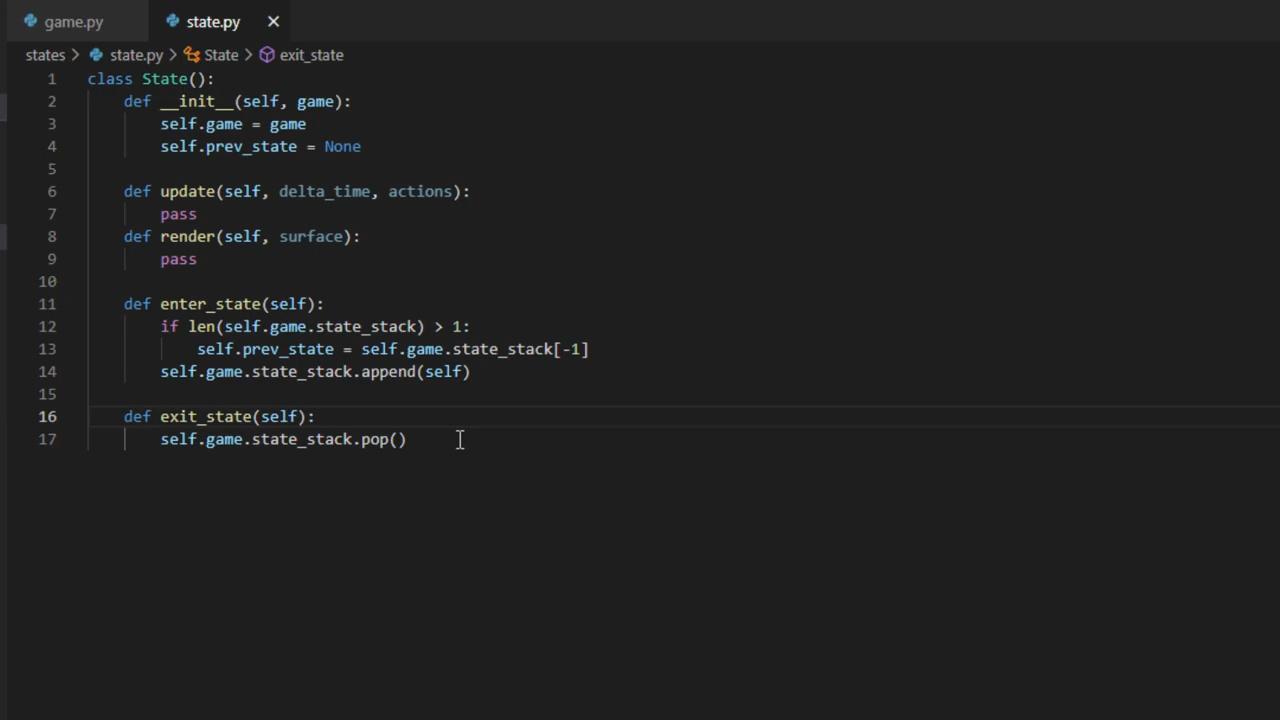 game.py state.py ✕
states > state.py > State > exit_state
1 class State():
2     def __init__(self, game):
3         self.game = game
4         self.prev_state = None
5
6     def update(self, delta_time, actions):
7         pass
8     def render(self, surface):
9         pass
10
11     def enter_state(self):
12         if len(self.game.state_stack) > 1:
13             self.prev_state = self.game.state_stack[-1]
14         self.game.state_stack.append(self)
15
16     def exit_state(self):
17         self.game.state_stack.pop()